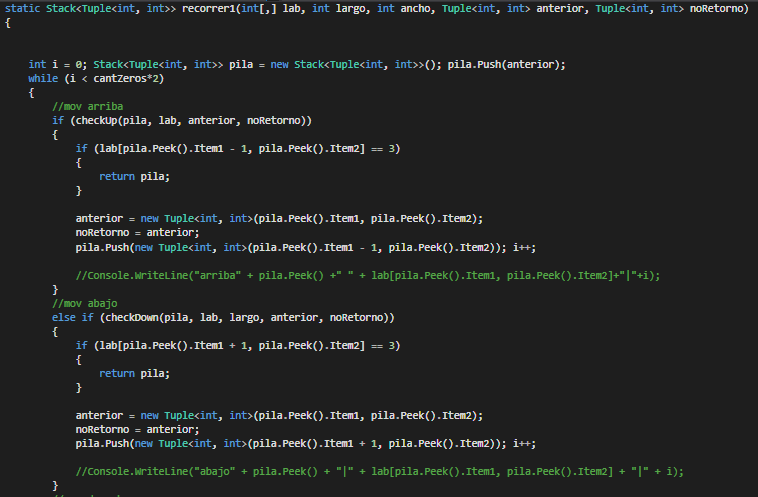 static Stack<Tuple<int, int>> recorrer1(int[,] lab, int largo, int ancho, Tuple<int, int> anterior, Tuple<int, int> noRetorno)
{
int i = 0; Stack<Tuple<int, int>> pila = new Stack<Tuple<int, int>>(); pila.Push(anterior);
while (i < cantZeros*2)
{
//mov arriba
if (checkUp(pila, lab, anterior, noRetorno))
{
if (lab[pila.Peek().Item1 - 1, pila.Peek().Item2] == 3)
{
return pila;
}
anterior = new Tuple<int, int>(pila.Peek().Item1, pila.Peek().Item2);
noRetorno = anterior;
pila.Push(new Tuple<int, int>(pila.Peek().Item1 - 1, pila.Peek().Item2)); i++;
//Console.WriteLine("arriba" + pila.Peek() +" " + lab[pila.Peek().Item1, pila.Peek().Item2]+"|"+i);
}
//mov abajo
else if (checkDown(pila, lab, largo, anterior, noRetorno))
{
if (lab[pila.Peek().Item1 + 1, pila.Peek().Item2] == 3)
{
return pila;
}
anterior = new Tuple<int, int>(pila.Peek().Item1, pila.Peek().Item2);
noRetorno = anterior;
pila.Push(new Tuple<int, int>(pila.Peek().Item1 + 1, pila.Peek().Item2)); i++;
//Console.WriteLine("abajo" + pila.Peek() + "|" + lab[pila.Peek().Item1, pila.Peek().Item2] + "|" + i);
}